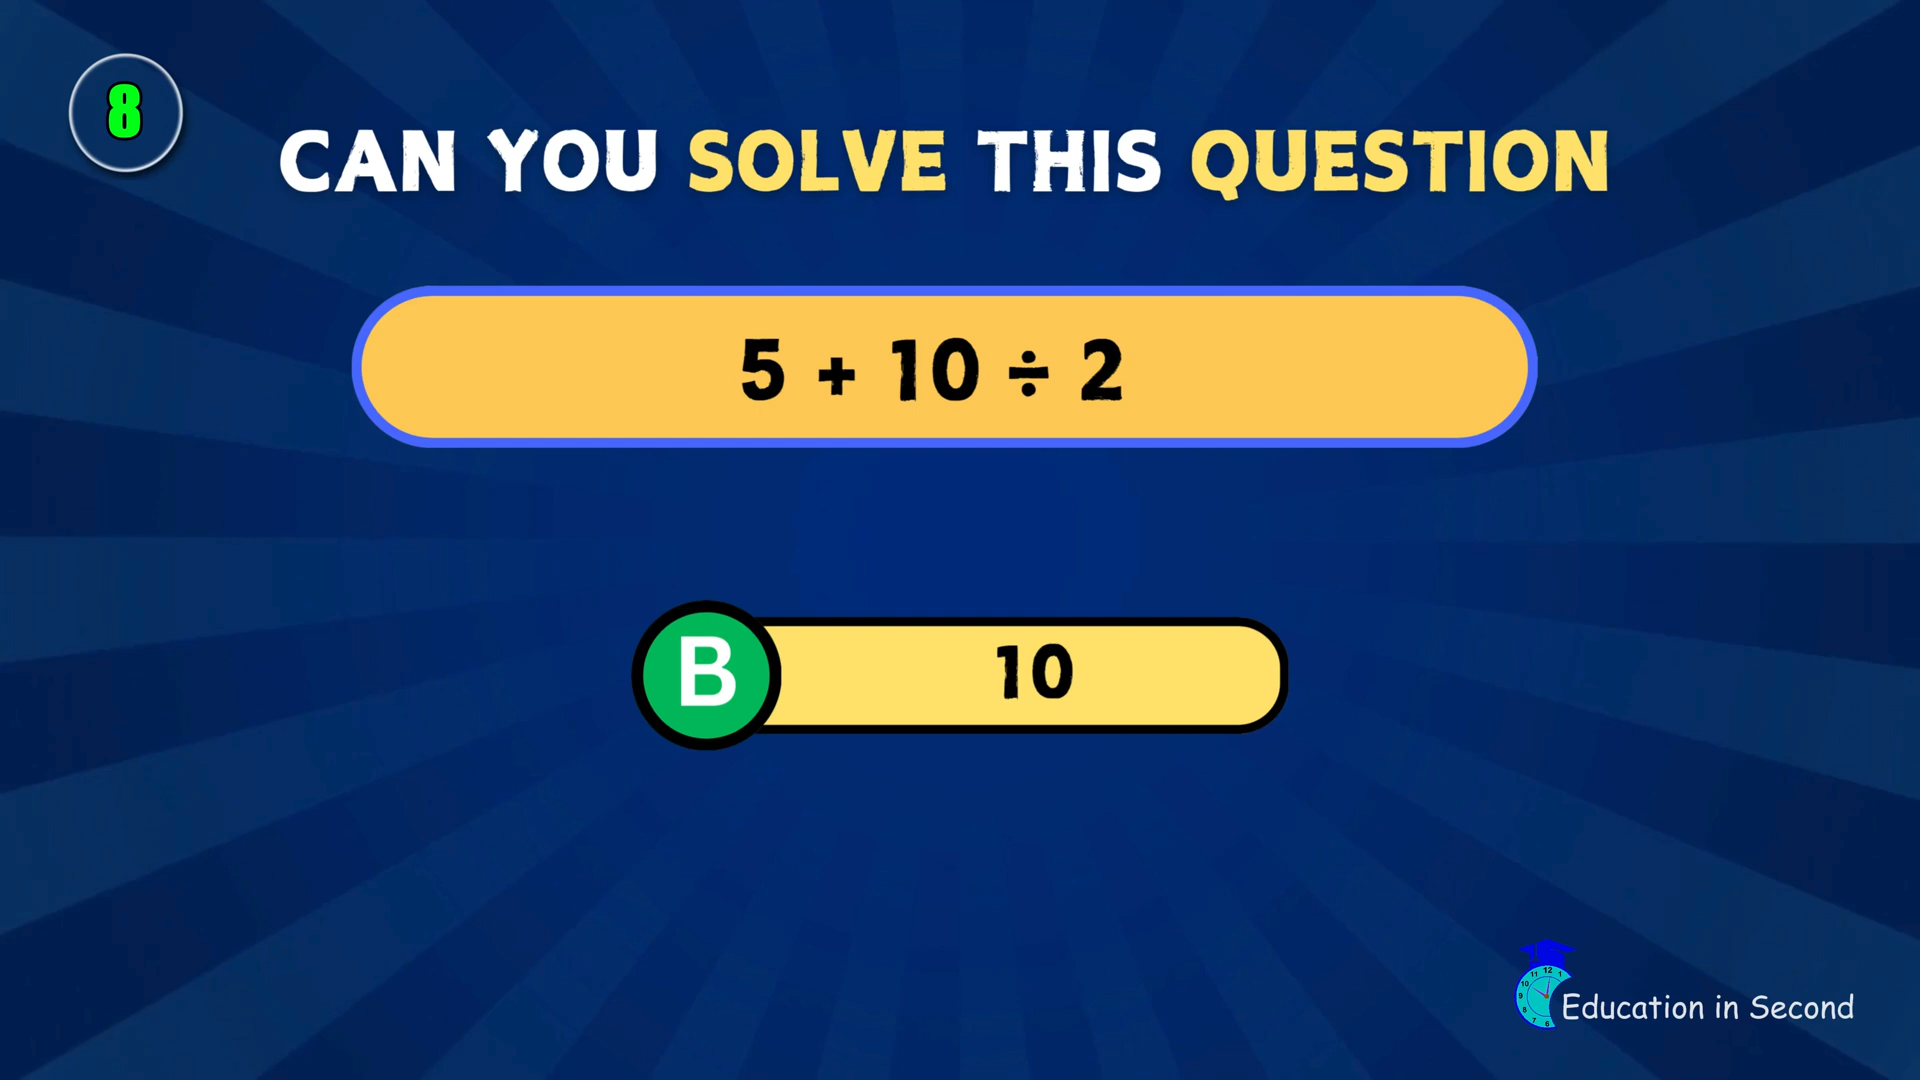 8
CAN YOU SOLVE THIS QUESTION
5 + 10 ÷ 2
B 10
Education in Second